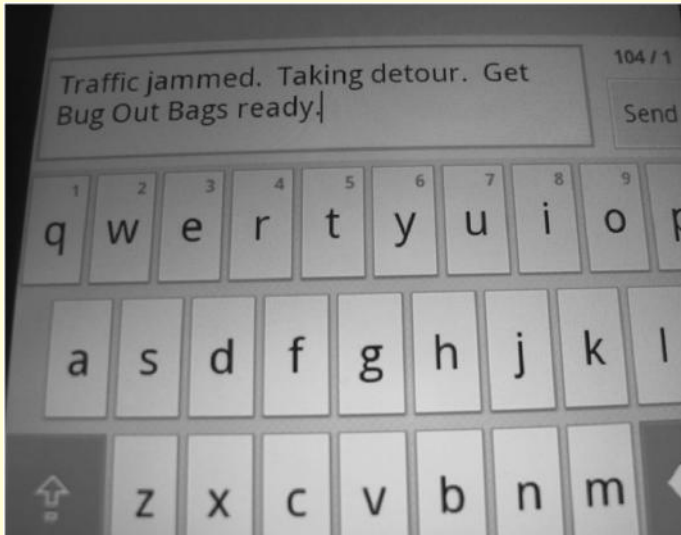 Traffic jammed.  Taking detour.  Get
Bug Out Bags ready.
104 / 1
Send
1 2 3 4 5 6 7 8 9
q w e r t y u i o p
a s d f g h j k l
z x c v b n m